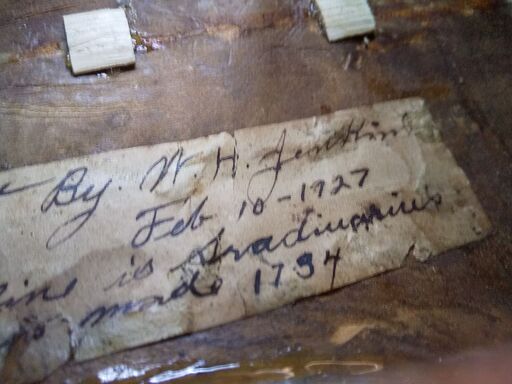 By. W. H. Jenkins
Feb 10-1927
is stradivarius
made 1734